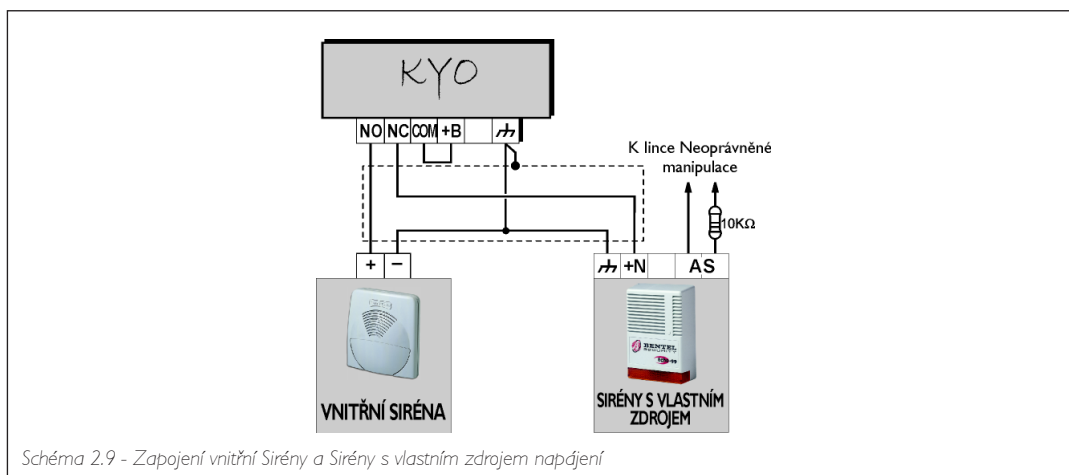 KYO
NO NC COM +B
K lince Neoprávněné
manipulace
10KΩ
+ −
+N AS
BENTEL
SECURITY
VNITŘNÍ SIRÉNA
SIRÉNY S VLASTNÍM
ZDROJEM
Schéma 2.9 - Zapojení vnitřní Sirény a Sirény s vlastním zdrojem napájení